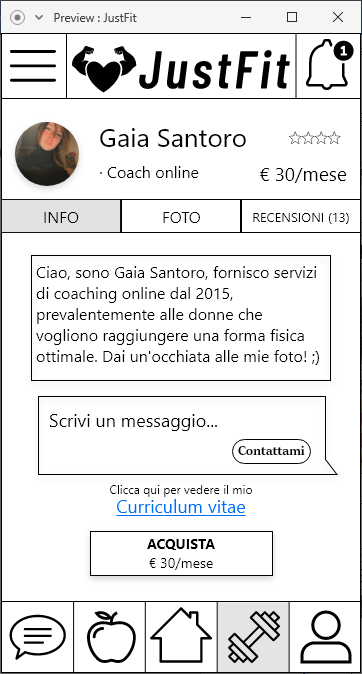 Preview : JustFit
JustFit
1
Gaia Santoro
· Coach online
€ 30/mese
INFO
FOTO
RECENSIONI (13)
Ciao, sono Gaia Santoro, fornisco servizi
di coaching online dal 2015,
prevalentemente alle donne che
vogliono raggiungere una forma fisica
ottimale. Dai un'occhiata alle mie foto! ;)
Scrivi un messaggio...
Contattami
Clicca qui per vedere il mio
Curriculum vitae
ACQUISTA
€ 30/mese